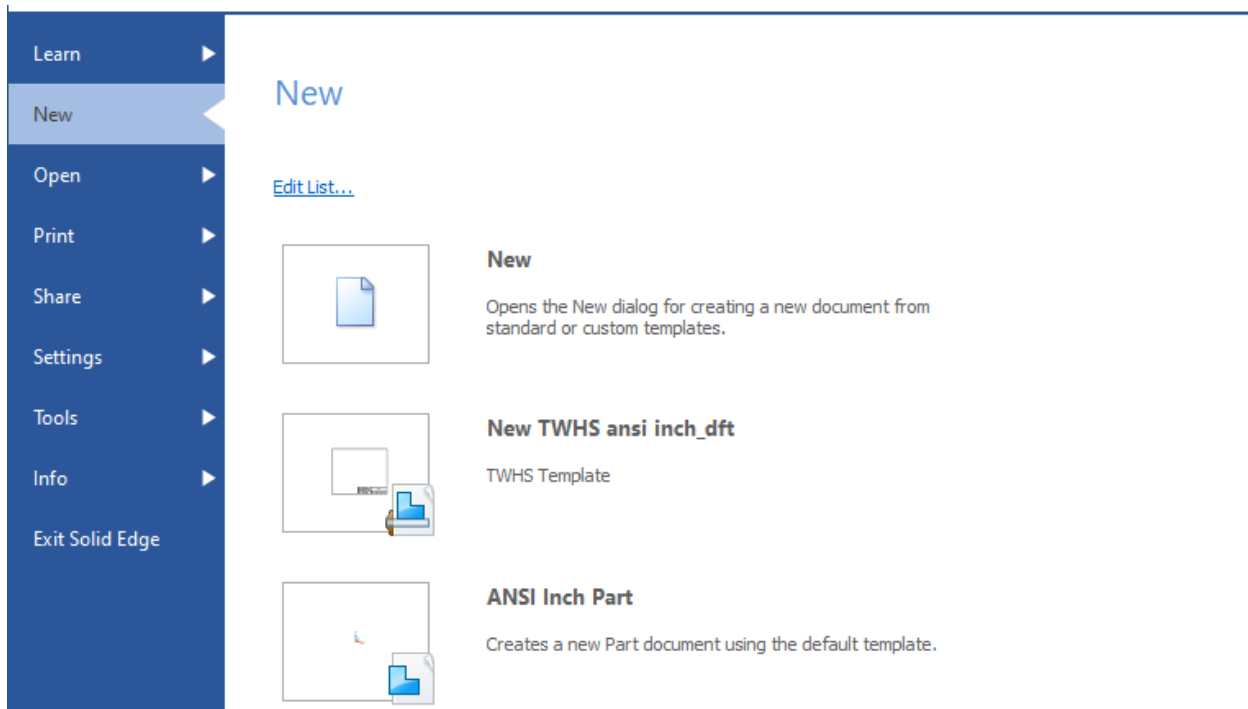 Learn
New
Open
Print
Share
Settings
Tools
Info
Exit Solid Edge
New
Edit List...
New
Opens the New dialog for creating a new document from
standard or custom templates.
New TWHS ansi inch_dft
TWHS Template
ANSI Inch Part
Creates a new Part document using the default template.